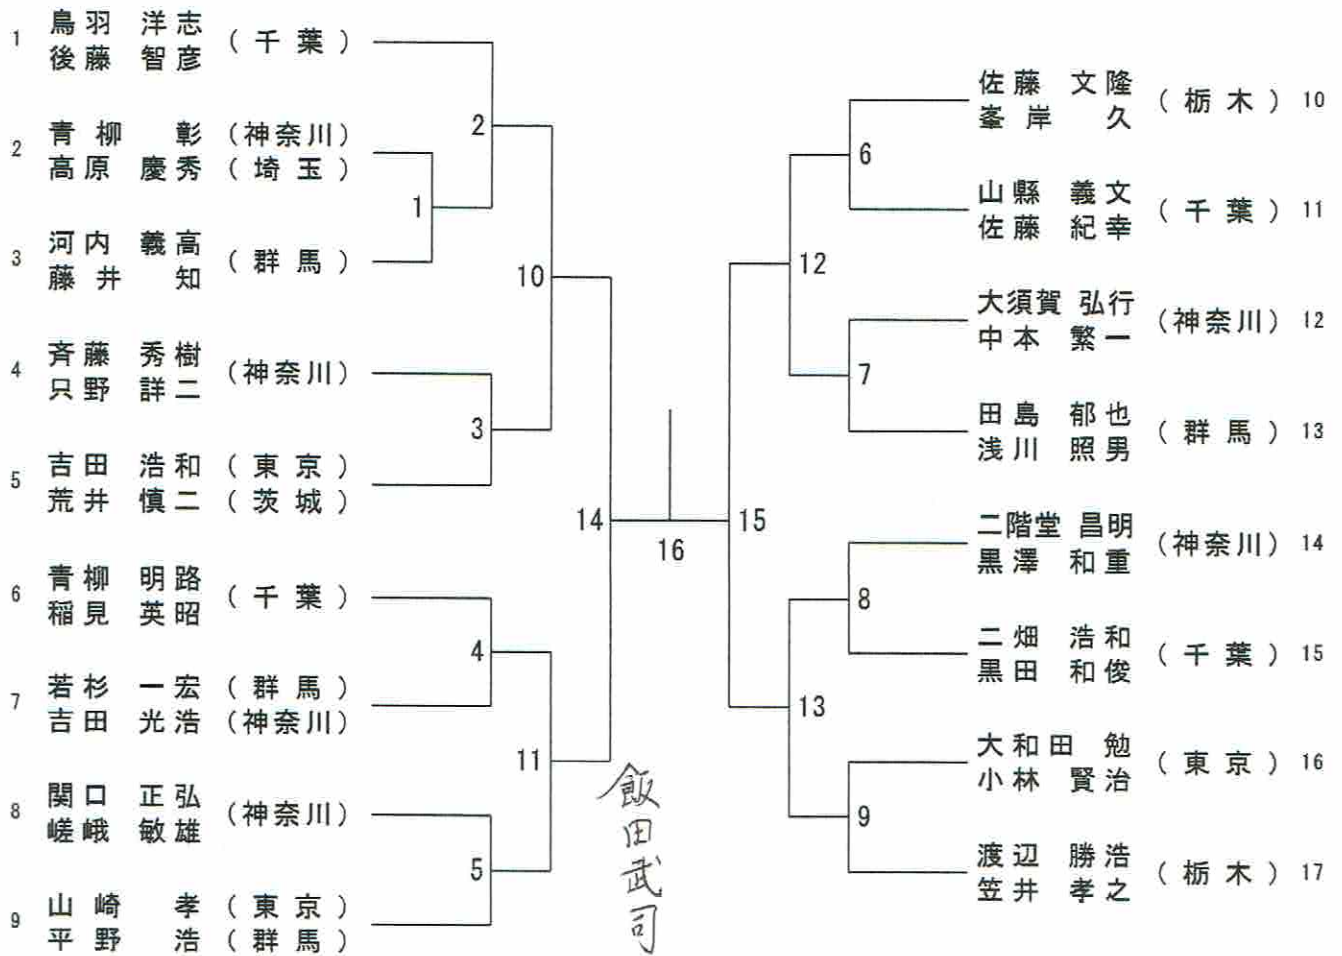 1 鳥羽 洋志 (千葉)
後藤 智彦
2 青柳 彰 (神奈川)
高原 慶秀 (埼玉)
3 河内 義高 (群馬)
藤井 知
4 斉藤 秀樹 (神奈川)
只野 詳二
5 吉田 浩和 (東京)
荒井 慎二 (茨城)
6 青柳 明路 (千葉)
稲見 英昭
7 若杉 一宏 (群馬)
吉田 光浩 (神奈川)
8 関口 正弘 (神奈川)
嵯峨 敏雄
9 山崎 孝 (東京)
平野 浩 (群馬)
2
1
10
3
14
4
11
5
16
飯田武司
15
6
12
7
8
13
9
佐藤 文隆 (栃木) 10
峯岸 久
山縣 義文 (千葉) 11
佐藤 紀幸
大須賀 弘行 (神奈川) 12
中本 繁一
田島 郁也 (群馬) 13
浅川 照男
二階堂 昌明 (神奈川) 14
黒澤 和重
二畑 浩和 (千葉) 15
黒田 和俊
大和田 勉 (東京) 16
小林 賢治
渡辺 勝浩 (栃木) 17
笠井 孝之